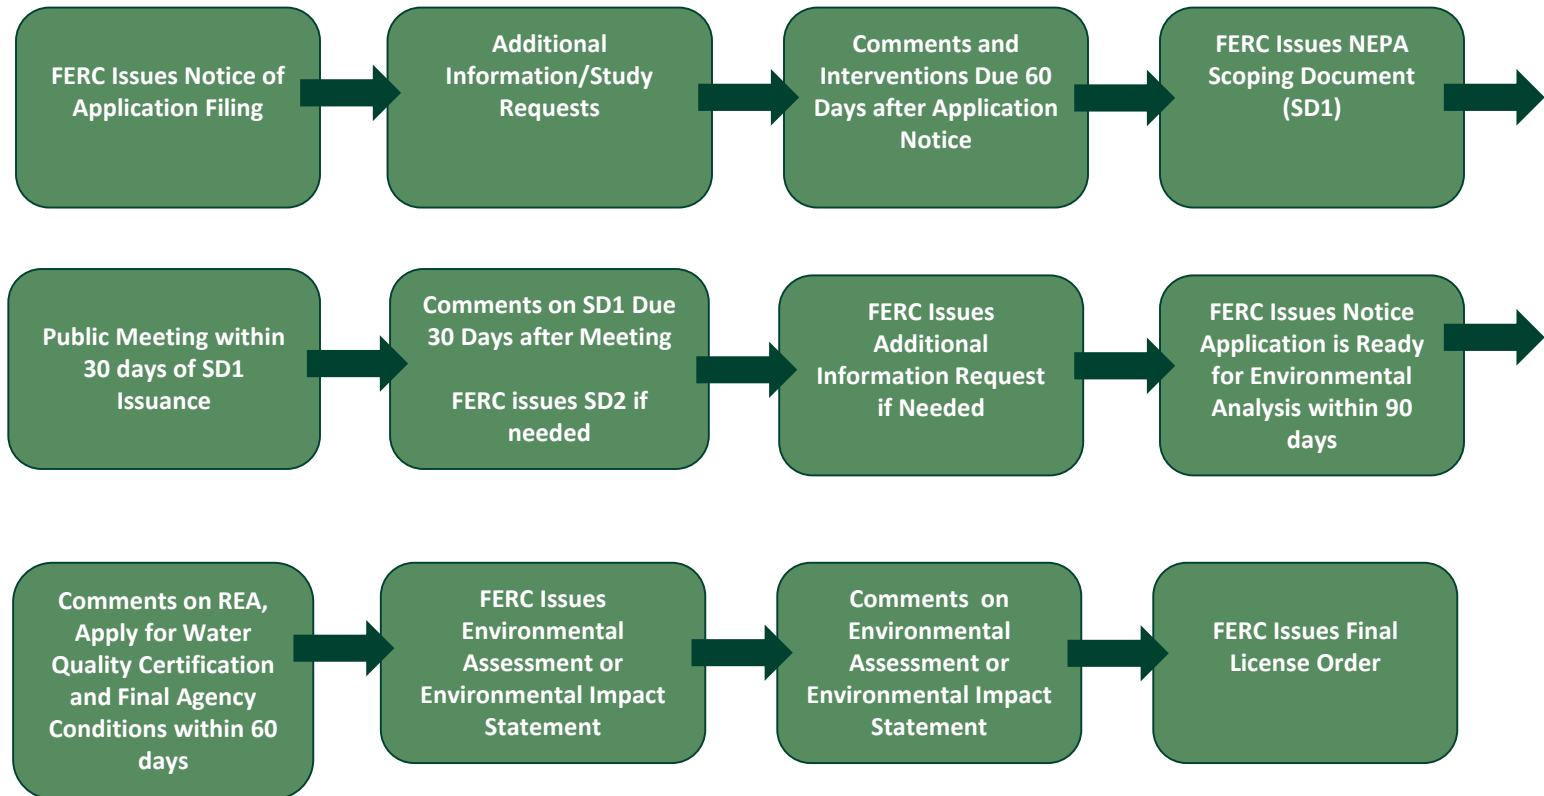 FERC Issues Notice of
Application Filing
Additional
Information/Study
Requests
Comments and
Interventions Due 60
Days after Application
Notice
FERC Issues NEPA
Scoping Document
(SD1)
Public Meeting within
30 days of SD1
Issuance
Comments on SD1 Due
30 Days after Meeting
FERC issues SD2 if
needed
FERC Issues
Additional
Information Request
if Needed
FERC Issues Notice
Application is Ready
for Environmental
Analysis within 90
days
Comments on REA,
Apply for Water
Quality Certification
and Final Agency
Conditions within 60
days
FERC Issues
Environmental
Assessment or
Environmental Impact
Statement
Comments on
Environmental
Assessment or
Environmental Impact
Statement
FERC Issues Final
License Order